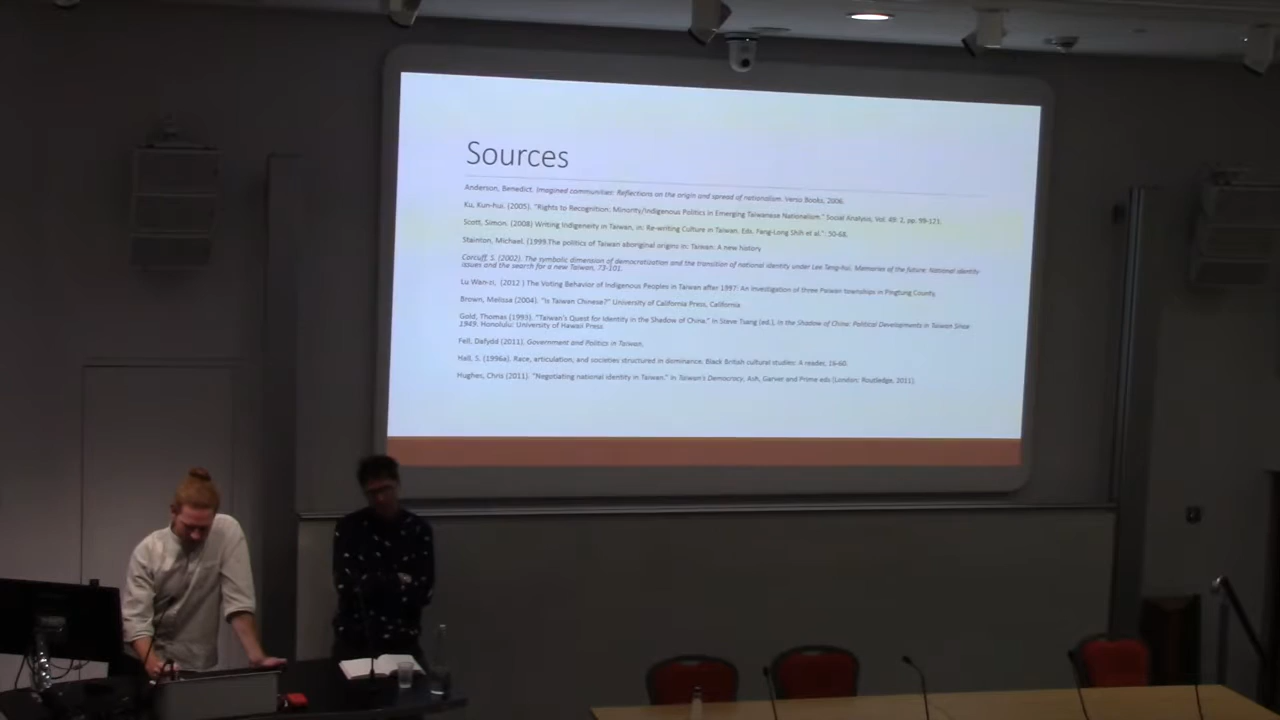 Sources
Anderson, Benedict. Imagined communities: Reflections on the origin and spread of nationalism. Verso Books, 2006.
Ku, Kun-hui. (2005). "Rights to Recognition: Minority/Indigenous Politics in Emerging Taiwanese Nationalism." Social Analysis, Vol. 49: 2, pp. 99-121.
Scott, Simon. (2008) Writing Indigeneity in Taiwan, in: Re-writing Culture in Taiwan, Eds. Fang-Long Shih et al.": 50-68.
Stainton, Michael. (1999.The politics of Taiwan aboriginal origins in: Taiwan: A new history
Corcuff, S. (2002). The symbolic dimension of democratization and the transition of national identity under Lee Teng-hui. Memories of the future: National identity
issues and the search for a new Taiwan, 73-101.
Lu Wan-zi, (2012 ) The Voting Behavior of Indigenous Peoples in Taiwan after 1997: An investigation of three Paiwan townships in Pingtung County.
Brown, Melissa (2004). "Is Taiwan Chinese?" University of California Press, California
Gold, Thomas (1993). "Taiwan's Quest for Identity in the Shadow of China." In Steve Tsang (ed.), In the Shadow of China: Political Developments in Taiwan Since
1949. Honolulu: University of Hawaii Press
Fell, Dafydd (2011). Government and Politics in Taiwan.
Hall, S. (1996a). Race, articulation, and societies structured in dominance. Black British cultural studies: A reader, 16-60.
Hughes, Chris (2011). "Negotiating national identity in Taiwan." In Taiwan's Democracy. Ash, Garver and Prime eds (London: Routledge, 2011).